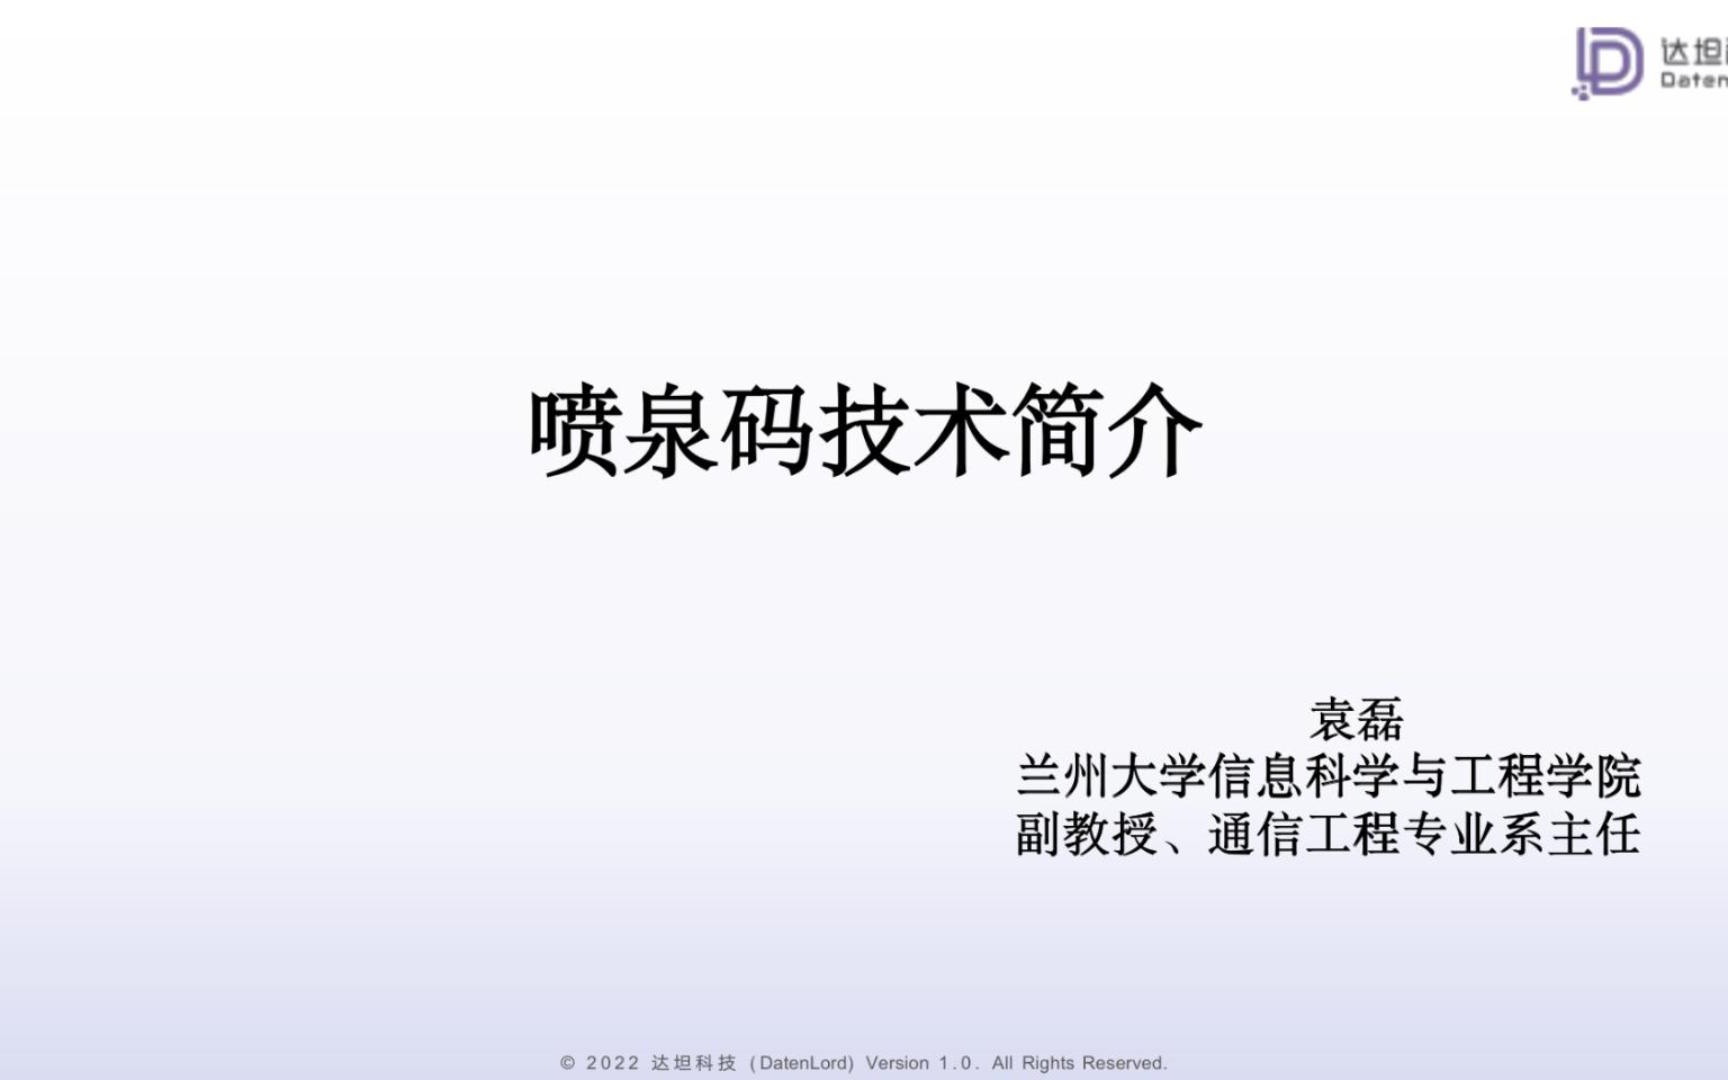 达坦
Daten
喷泉码技术简介
袁磊
兰州大学信息科学与工程学院
副教授、通信工程专业系主任
© 2022 达坦科技 (DatenLord) Version 1.0. All Rights Reserved.